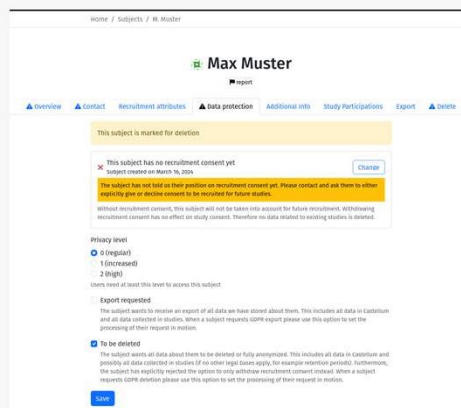 Home / Subjects / M. Muster
Max Muster
report
Overview Contact Recruitment attributes Data protection Additional info Study Participations Export Delete
This subject is marked for deletion
This subject has no recruitment consent yet
Subject created on March 16, 2024
Change
The subject has not told us their position on recruitment consent yet. Please contact and ask them to either
explicitly give or decline consent to be recruited for future studies.
Without recruitment consent, this subject will not be taken into account for future recruitment. Withdrawing
recruitment consent has no effect on study consent. Therefore no data related to existing studies is deleted.
Privacy level
0 (regular)
1 (increased)
2 (high)
Users need at least this level to access this subject
Export requested
The subject wants to receive an export of all data we have stored about them. This includes all data in Castellum
and all data collected in studies. When a subject requests GDPR export please use this option to set the
processing of their request in motion.
To be deleted
The subject wants all data about them to be deleted or fully anonymized. This includes all data in Castellum and
possibly all data collected in studies (if no other legal bases apply, for example retention periods). Furthermore,
the subject has explicitly rejected the option to only withdraw recruitment consent instead. When a subject
requests GDPR deletion please use this option to set the processing of their request in motion.
Save